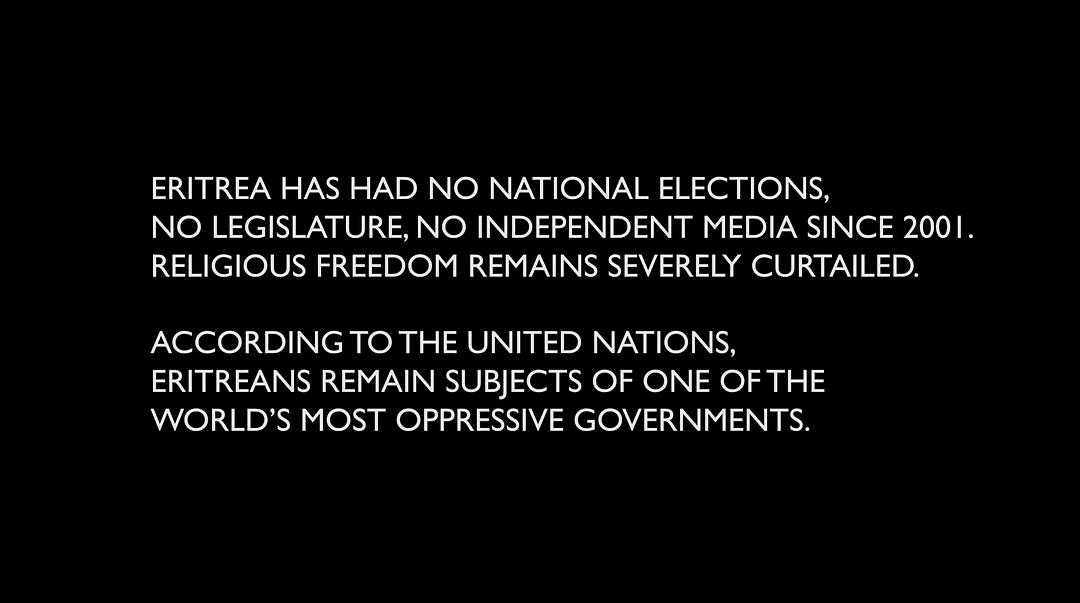 ERITREA HAS HAD NO NATIONAL ELECTIONS,
NO LEGISLATURE, NO INDEPENDENT MEDIA SINCE 2001.
RELIGIOUS FREEDOM REMAINS SEVERELY CURTAILED.
ACCORDING TO THE UNITED NATIONS,
ERITREANS REMAIN SUBJECTS OF ONE OF THE
WORLD’S MOST OPPRESSIVE GOVERNMENTS.